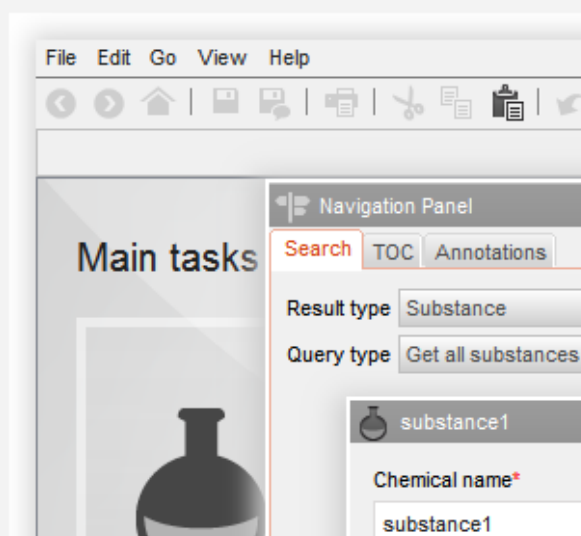 File Edit Go View Help
Main tasks
Navigation Panel
Search TOC Annotations
Result type Substance
Query type Get all substances
substance1
Chemical name*
substance1